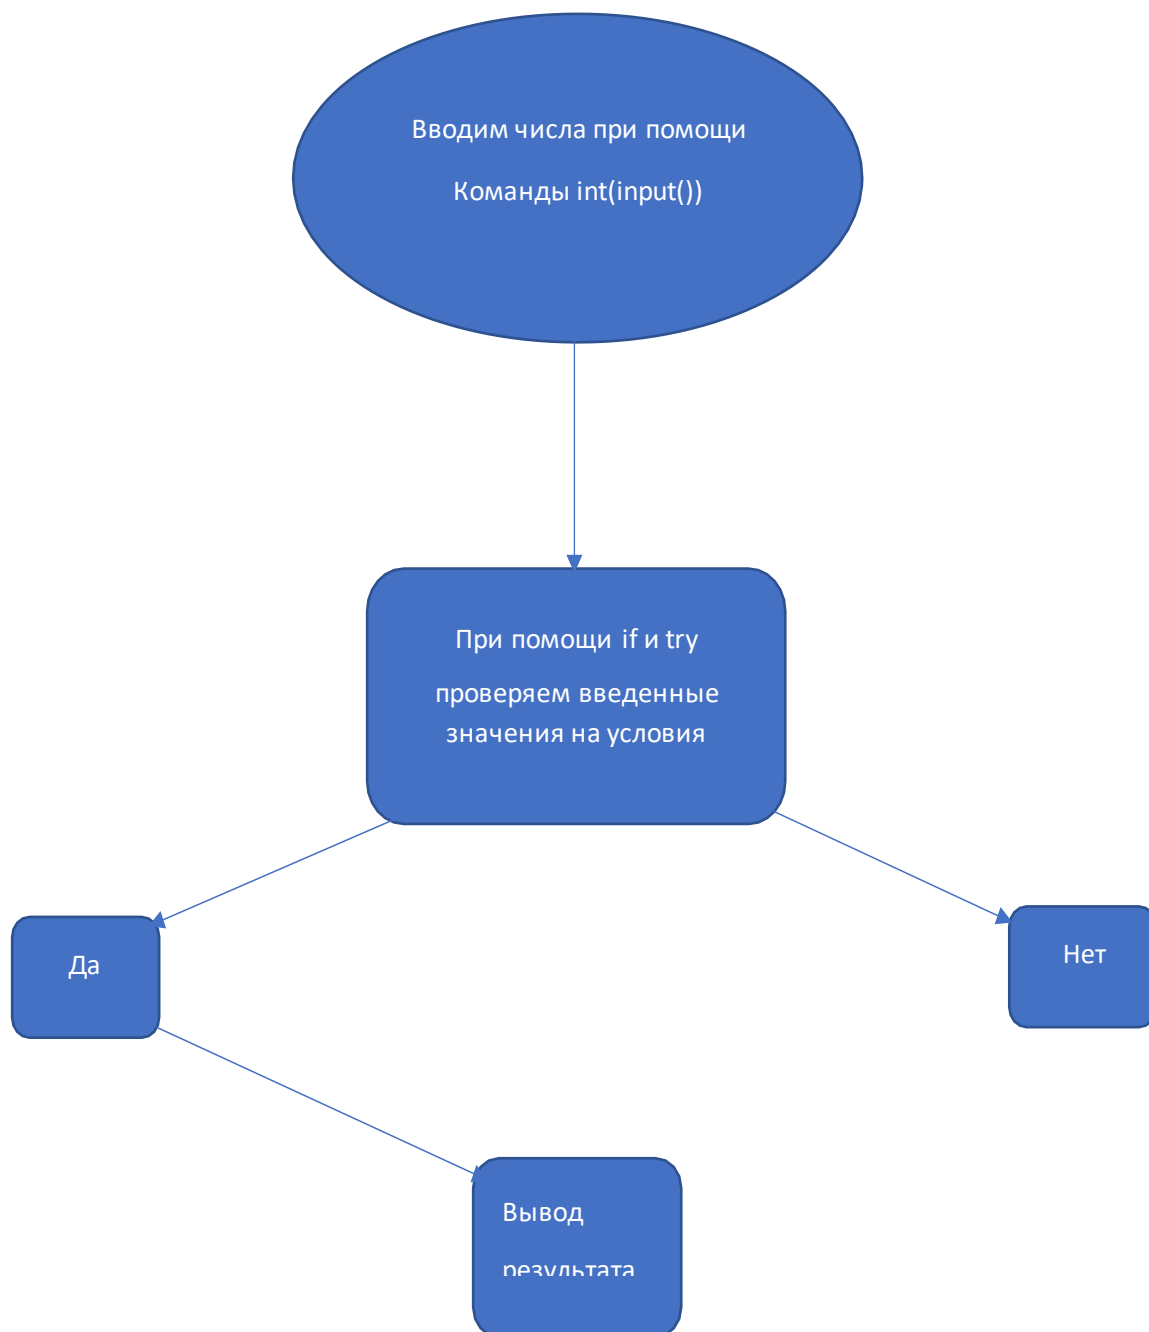 Вводим числа при помощи
Команды int(input())
При помощи if и try
проверяем введенные
значения на условия
Да
Нет
Вывод
результата